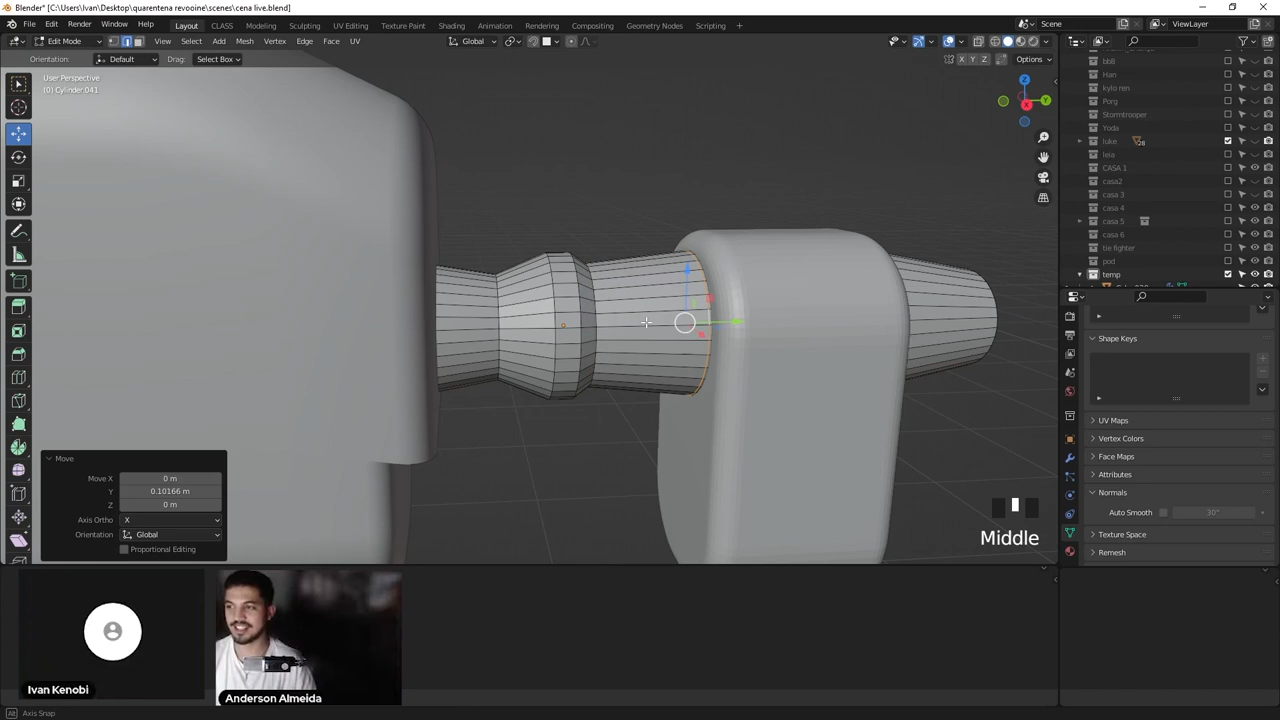 Blender* [C:\Users\Ivan\Desktop\quarentena revooine\scenes\cena live.blend]
File Edit Render Window Help Layout CLASS Modeling Sculpting UV Editing Texture Paint Shading Animation Rendering Compositing Geometry Nodes Scripting + Scene ViewLayer
Edit Mode View Select Add Mesh Vertex Edge Face UV Global
Orientation: Default Drag: Select Box X Y Z Options
User Perspective
(0) Cylinder.041
Z
Y
X
bb8
Han
kylo ren
Porg
Stormtrooper
Yoda
luke 28
leia
CASA 1
casa2
casa 3
casa 4
casa 5
casa 6
tie fighter
pod
temp
Shape Keys
UV Maps
Vertex Colors
Face Maps
Attributes
Normals
Auto Smooth 30°
Texture Space
Remesh
Move
Move X 0 m
Y 0.10166 m
Z 0 m
Axis Ortho X
Orientation Global
Proportional Editing
Middle
Ivan Kenobi
Anderson Almeida
Alt Axis Snap